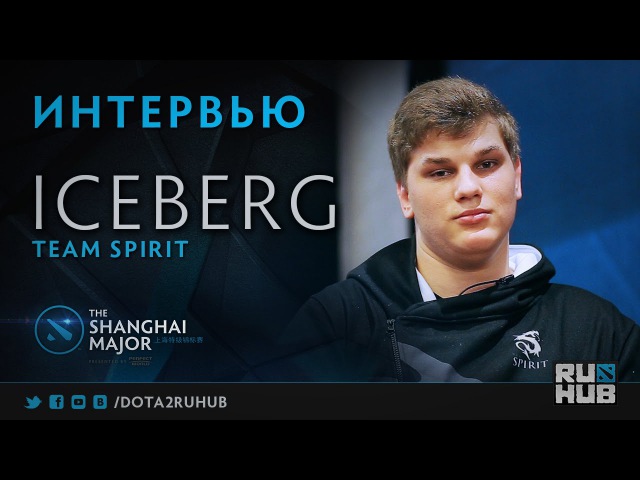 ИНТЕРВЬЮ
ICEBERG
TEAM SPIRIT
THE
SHANGHAI
MAJOR 上海特级锦标赛
PRESENTED BY PERFECT WORLD
SPIRIT
RU
HUB
/DOTA2RUHUB